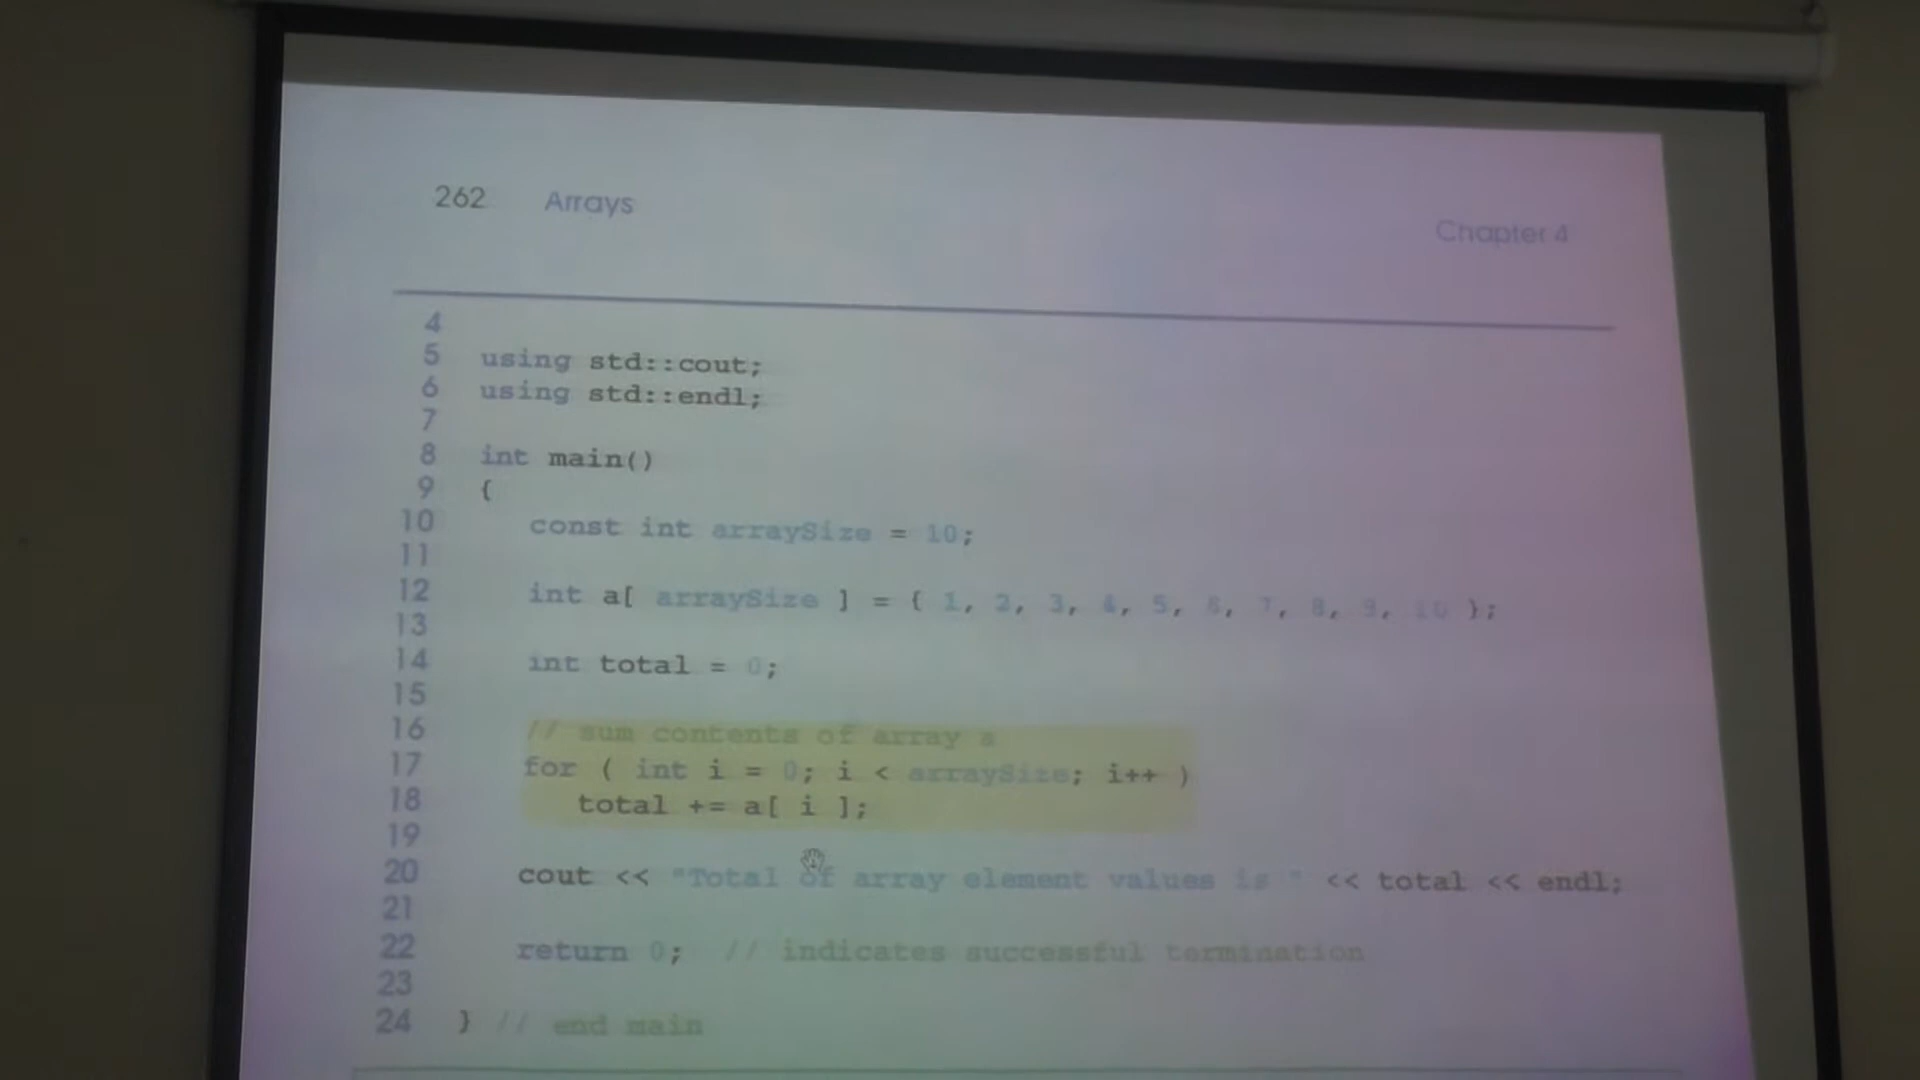 262 Arrays
Chapter 4
4
5 using std::cout;
6 using std::endl;
7
8 int main()
9 {
10 const int arraySize = 10;
11
12 int a[ arraySize ] = { 1, 2, 3, 4, 5, 6, 7, 8, 9, 10 };
13
14 int total = 0;
15
16 // sum contents of array a
17 for ( int i = 0; i < arraySize; i++ )
18 total += a[ i ];
19
20 cout << "Total of array element values is " << total << endl;
21
22 return 0; // indicates successful termination
23
24 } // end main